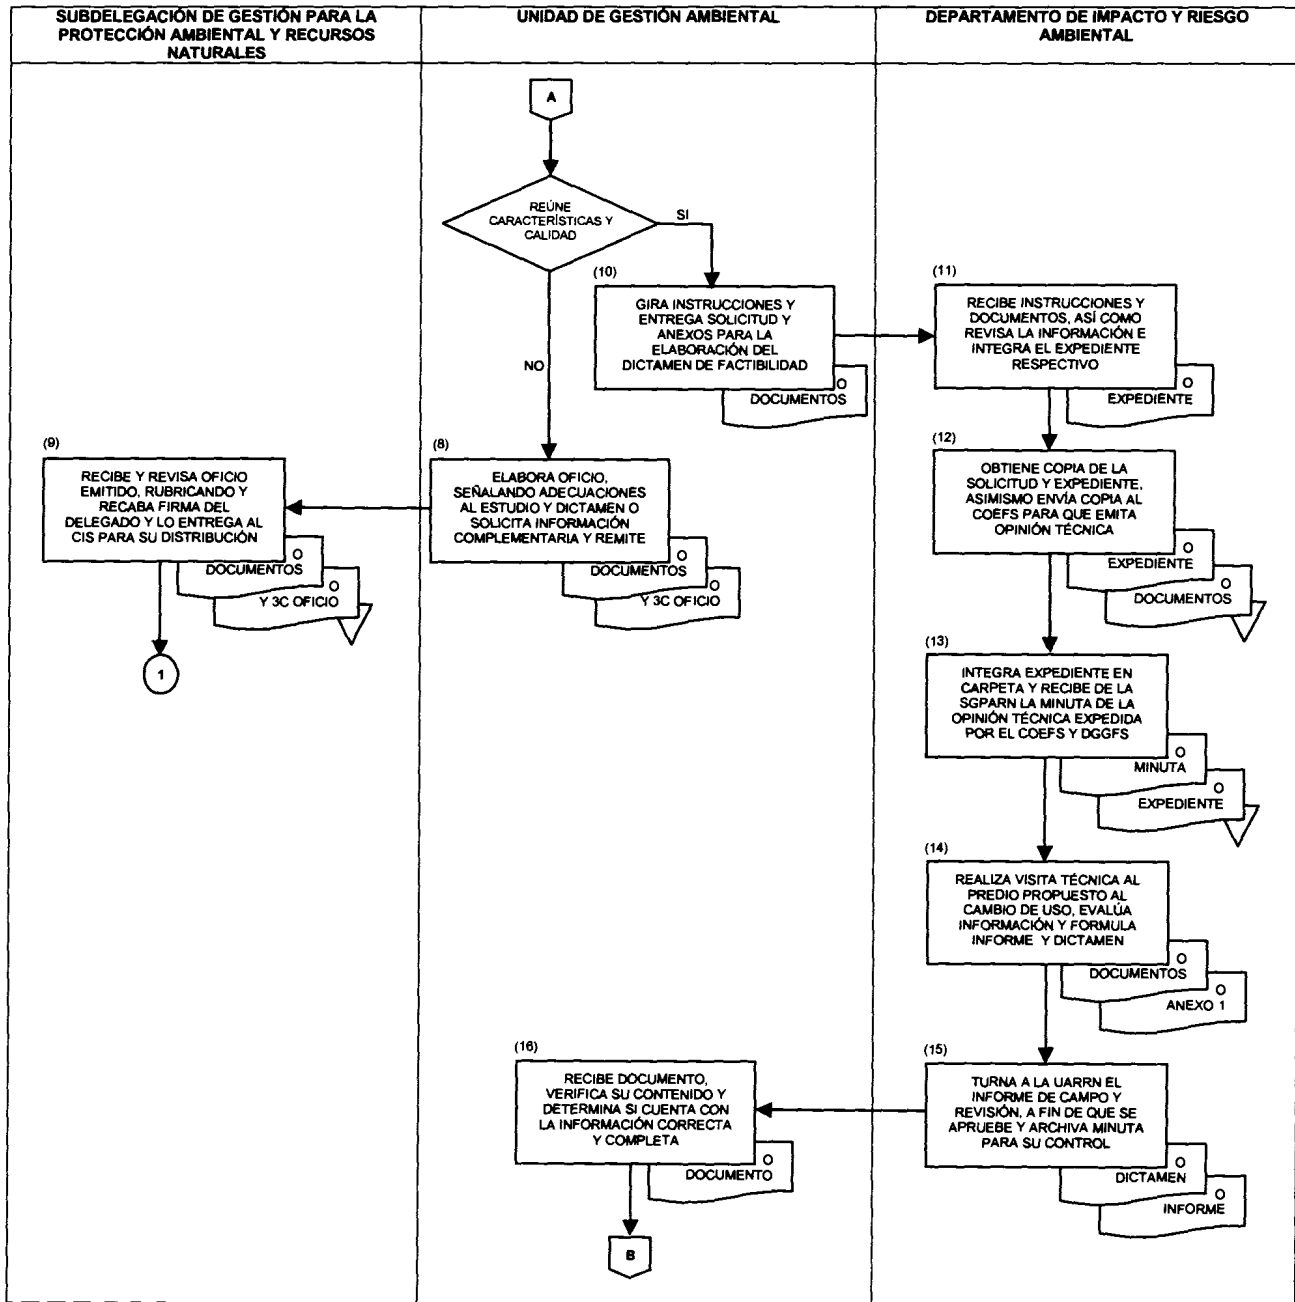 SUBDELEGACIÓN DE GESTIÓN PARA LA
PROTECCIÓN AMBIENTAL Y RECURSOS
NATURALES
UNIDAD DE GESTIÓN AMBIENTAL
DEPARTAMENTO DE IMPACTO Y RIESGO
AMBIENTAL
A
REÚNE
CARACTERÍSTICAS Y
CALIDAD
SI
NO
(10)
GIRA INSTRUCCIONES Y
ENTREGA SOLICITUD Y
ANEXOS PARA LA
ELABORACIÓN DEL
DICTAMEN DE FACTIBILIDAD
O
DOCUMENTOS
(11)
RECIBE INSTRUCCIONES Y
DOCUMENTOS, ASÍ COMO
REVISA LA INFORMACIÓN E
INTEGRA EL EXPEDIENTE
RESPECTIVO
O
EXPEDIENTE
(9)
RECIBE Y REVISA OFICIO
EMITIDO, RUBRICANDO Y
RECABA FIRMA DEL
DELEGADO Y LO ENTREGA AL
CIS PARA SU DISTRIBUCIÓN
O
DOCUMENTOS
O
Y 3C OFICIO
1
(8)
ELABORA OFICIO,
SEÑALANDO ADECUACIONES
AL ESTUDIO Y DICTAMEN O
SOLICITA INFORMACIÓN
COMPLEMENTARIA Y REMITE
O
DOCUMENTOS
O
Y 3C OFICIO
(12)
OBTIENE COPIA DE LA
SOLICITUD Y EXPEDIENTE,
ASIMISMO ENVÍA COPIA AL
COEFS PARA QUE EMITA
OPINIÓN TÉCNICA
O
EXPEDIENTE
O
DOCUMENTOS
(13)
INTEGRA EXPEDIENTE EN
CARPETA Y RECIBE DE LA
SGPARN LA MINUTA DE LA
OPINIÓN TÉCNICA EXPEDIDA
POR EL COEFS Y DGGFS
O
MINUTA
O
EXPEDIENTE
(14)
REALIZA VISITA TÉCNICA AL
PREDIO PROPUESTO AL
CAMBIO DE USO, EVALÚA
INFORMACIÓN Y FORMULA
INFORME Y DICTAMEN
O
DOCUMENTOS
O
ANEXO 1
(15)
TURNA A LA UARRN EL
INFORME DE CAMPO Y
REVISIÓN, A FIN DE QUE SE
APRUEBE Y ARCHIVA MINUTA
PARA SU CONTROL
O
DICTAMEN
O
INFORME
(16)
RECIBE DOCUMENTO,
VERIFICA SU CONTENIDO Y
DETERMINA SI CUENTA CON
LA INFORMACIÓN CORRECTA
Y COMPLETA
O
DOCUMENTO
B